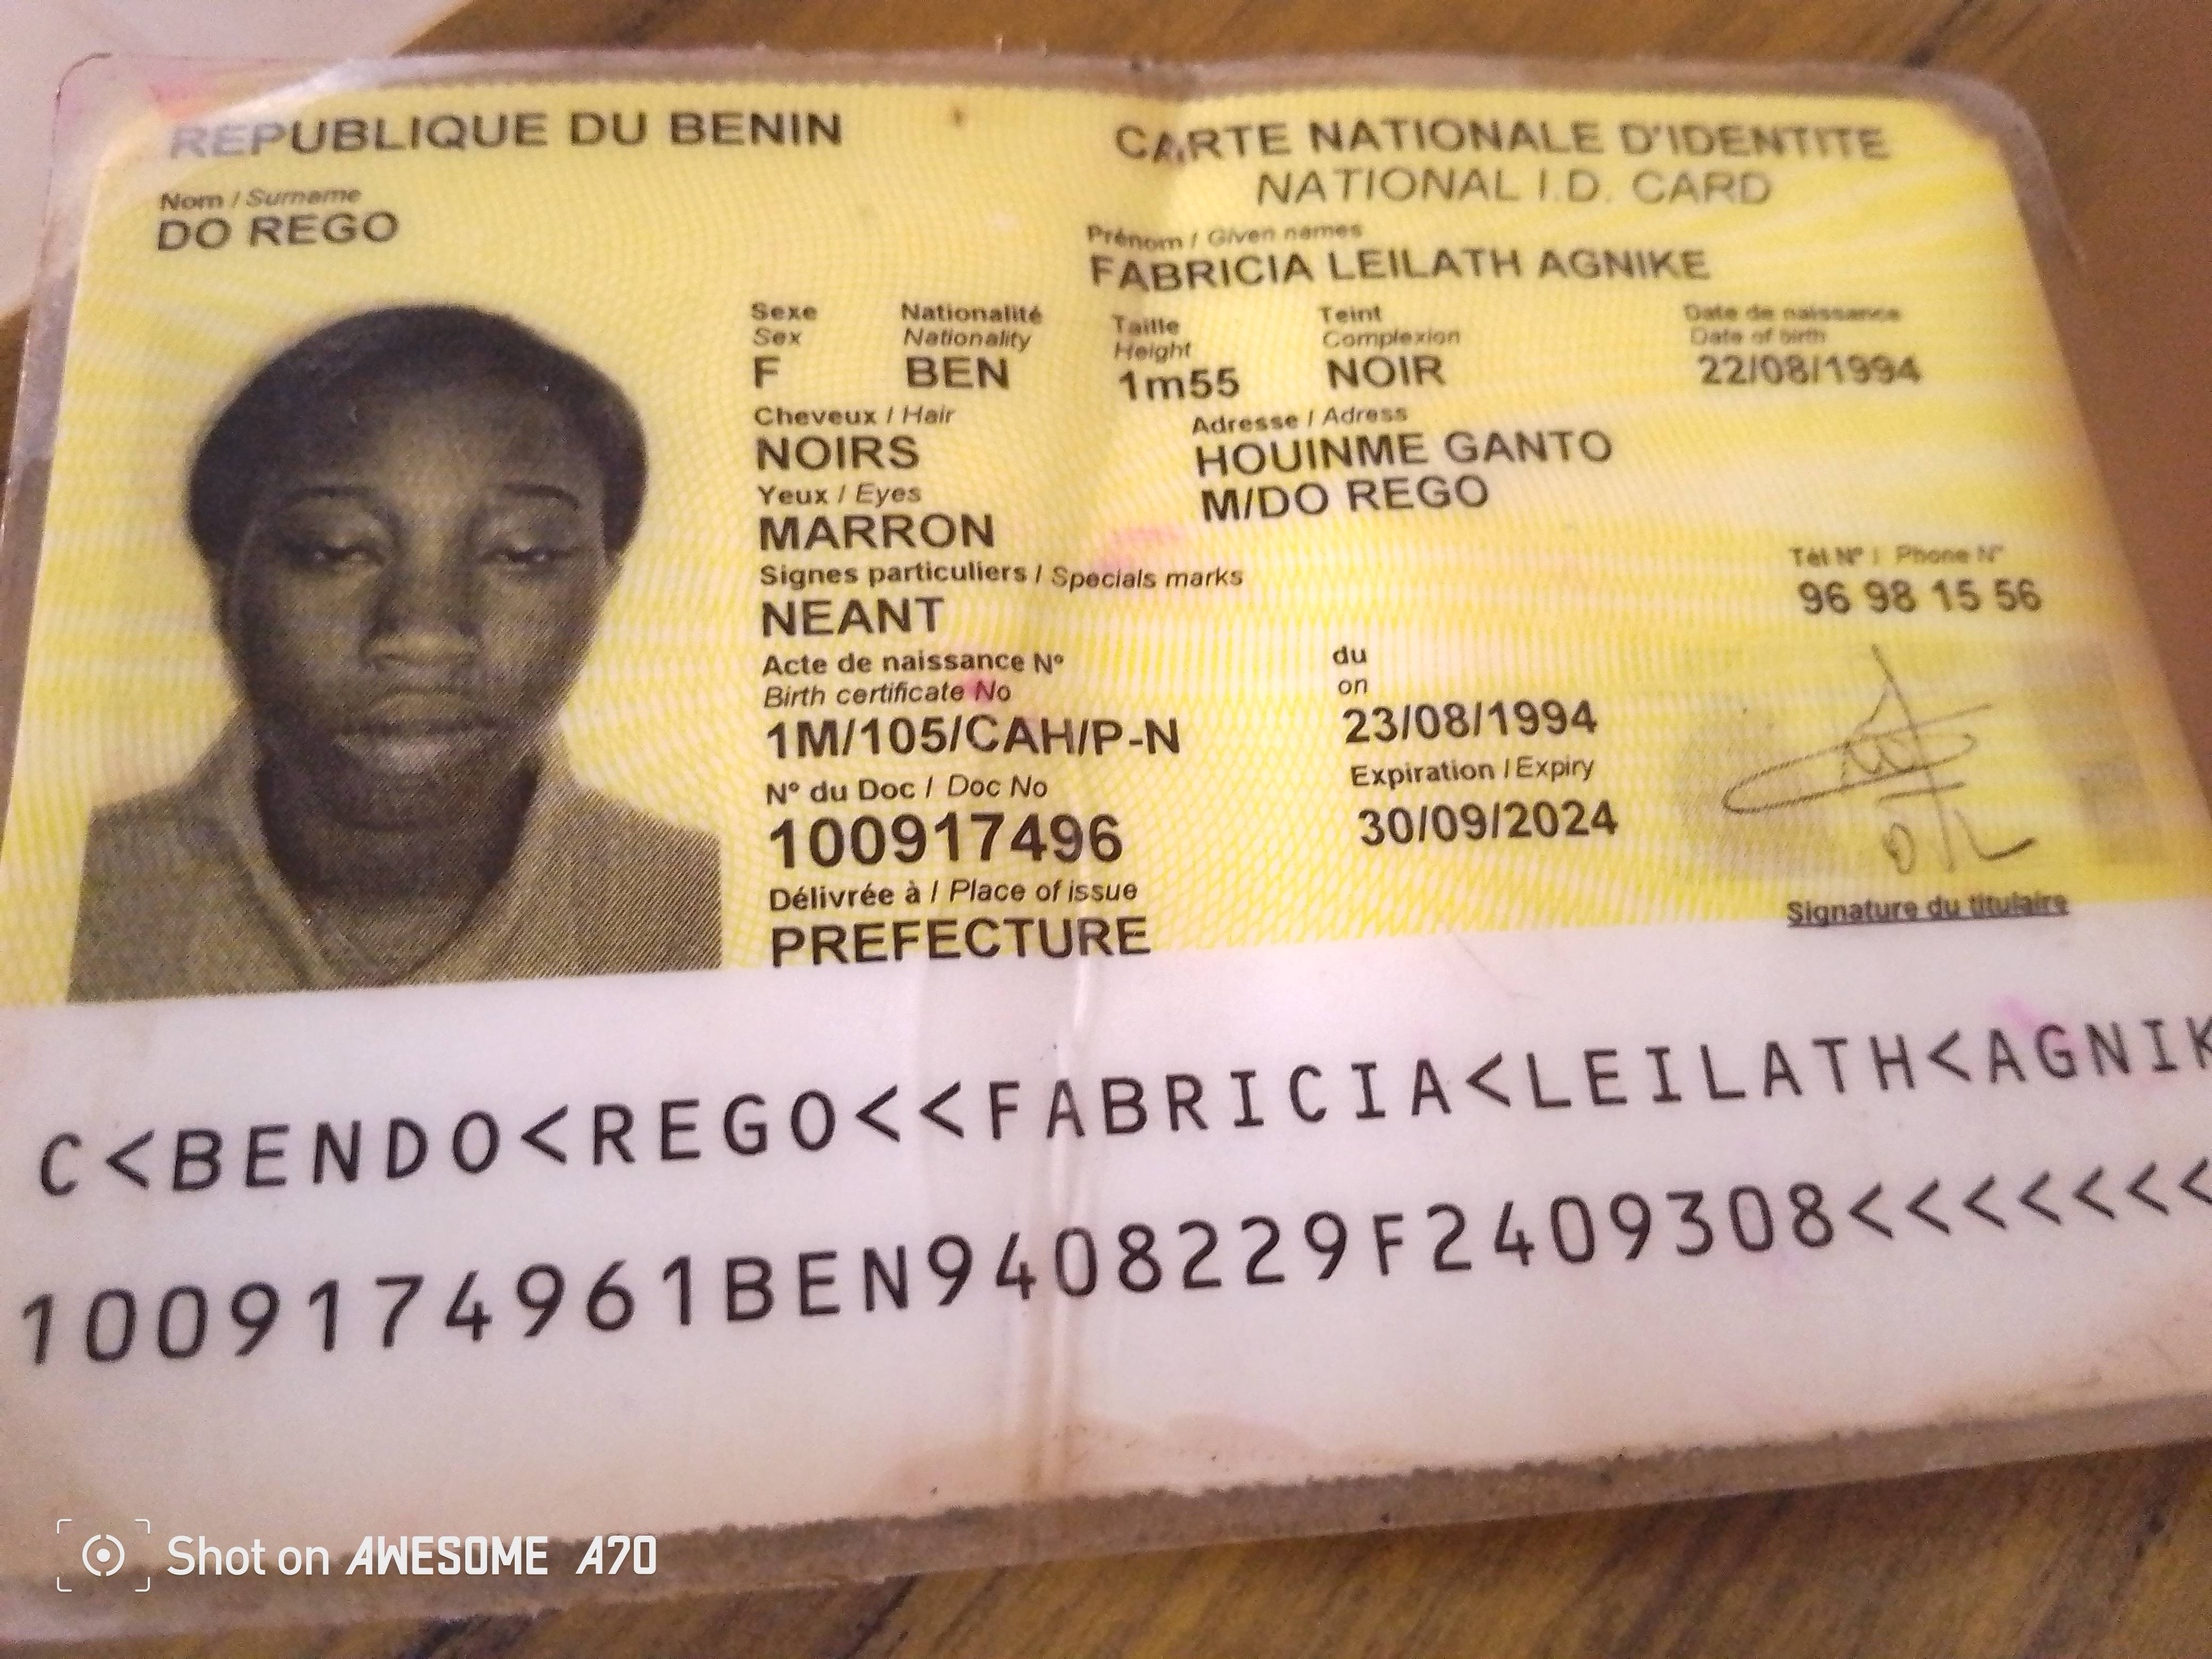 REPUBLIQUE DU BENIN
CARTE NATIONALE D'IDENTITE
NATIONAL I.D. CARD
Nom / Surname
DO REGO
Prénom / Given names
FABRICIA LEILATH AGNIKE
Sexe
Sex
F
Nationalité
Nationality
BEN
Taille
Height
1m55
Teint
Complexion
NOIR
Date de naissance
Date of birth
22/08/1994
Cheveux / Hair
NOIRS
Adresse / Adress
HOUINME GANTO
M/DO REGO
Yeux / Eyes
MARRON
Signes particuliers / Specials marks
NEANT
Tél N° / Phone N°
96 98 15 56
Acte de naissance N°
Birth certificate No
1M/105/CAH/P-N
du
on
23/08/1994
N° du Doc / Doc No
100917496
Expiration / Expiry
30/09/2024
Délivrée à / Place of issue
PREFECTURE
Signature du titulaire
C<BENDO<REGO<<FABRICIA<LEILATH<AGNIK
1009174961BEN9408229F2409308<<<<<<<
Shot on AWESOME A70